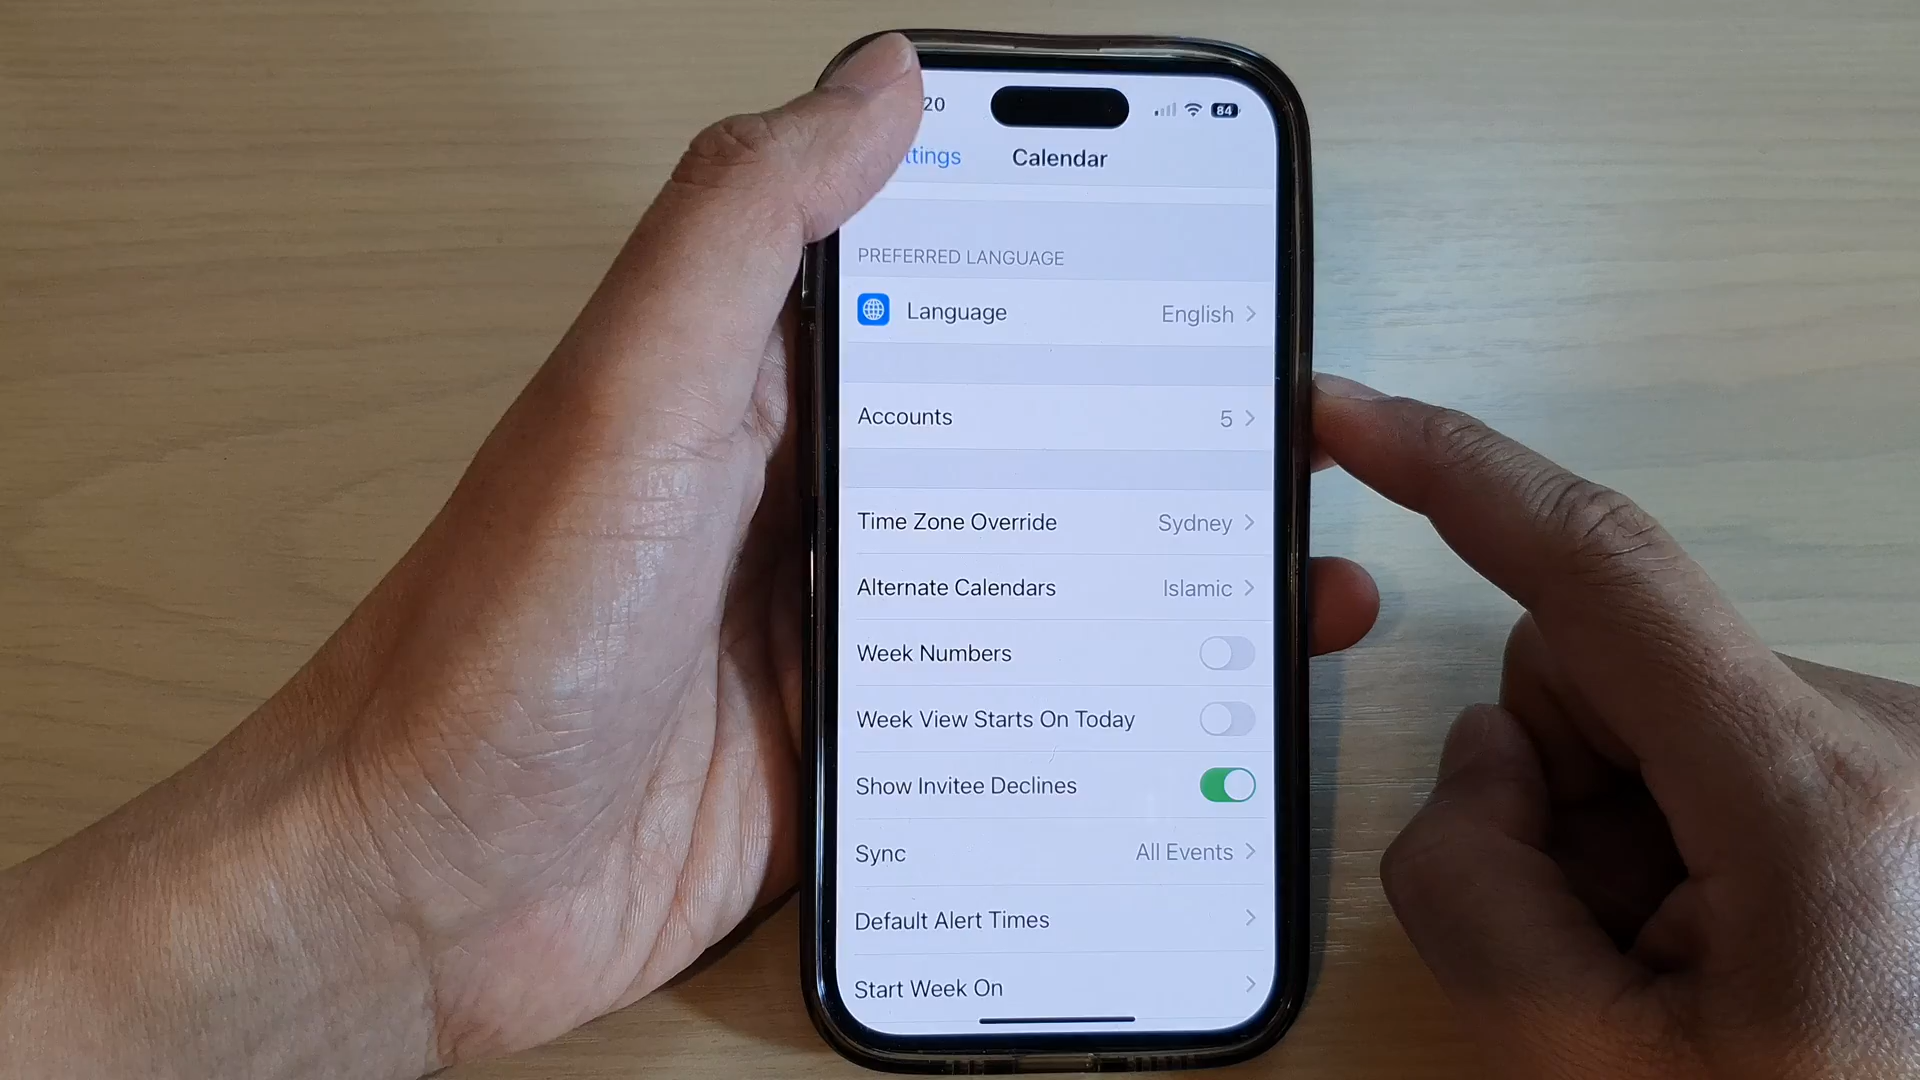 20
84
ttings
Calendar
PREFERRED LANGUAGE
Language English
Accounts 5
Time Zone Override Sydney
Alternate Calendars Islamic
Week Numbers
Week View Starts On Today
Show Invitee Declines
Sync All Events
Default Alert Times
Start Week On